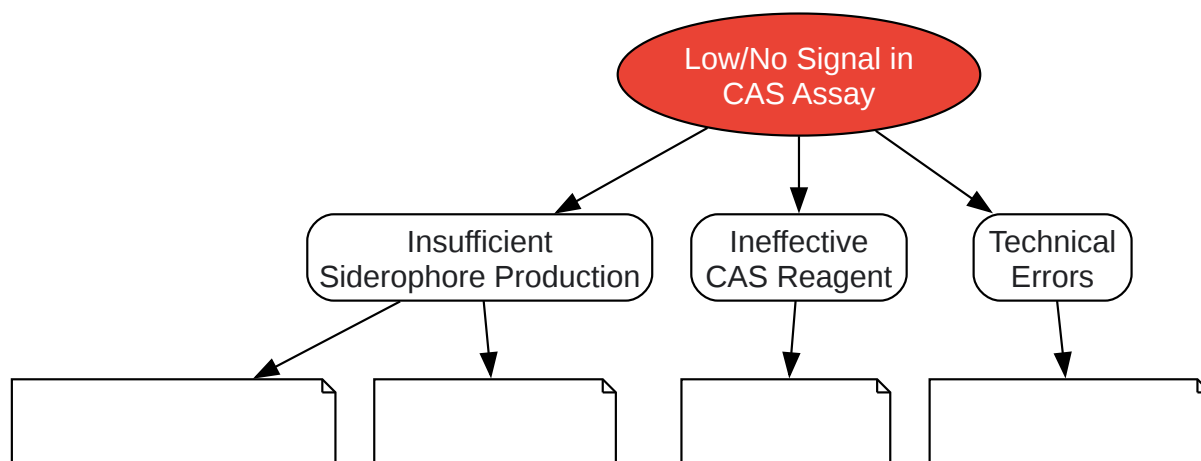 Low/No Signal in
CAS Assay
Insufficient
Siderophore Production
Ineffective
CAS Reagent
Technical
Errors